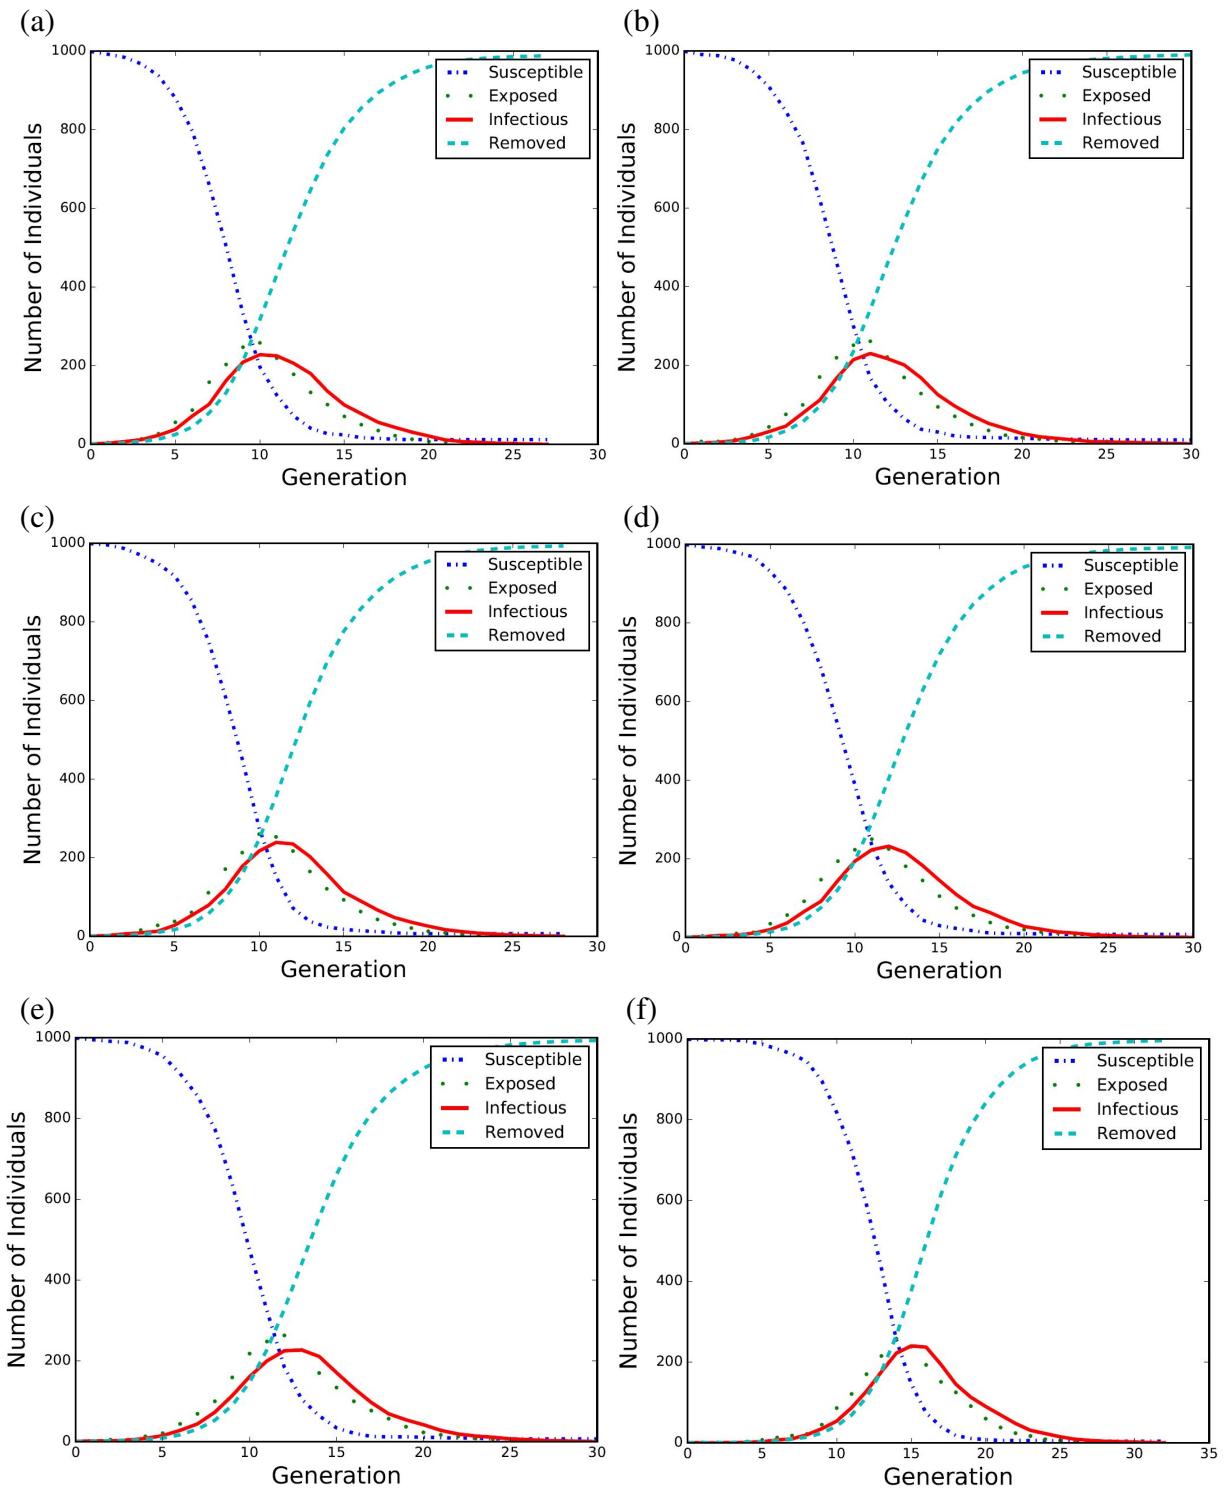 (a)
1000
800
600
400
200
0
Number of Individuals
Susceptible
Exposed
Infectious
Removed
0 5 10 15 20 25 30
Generation
(b)
1000
800
600
400
200
0
Number of Individuals
Susceptible
Exposed
Infectious
Removed
0 5 10 15 20 25 30
Generation
(c)
1000
800
600
400
200
0
Number of Individuals
Susceptible
Exposed
Infectious
Removed
0 5 10 15 20 25 30
Generation
(d)
1000
800
600
400
200
0
Number of Individuals
Susceptible
Exposed
Infectious
Removed
0 5 10 15 20 25 30
Generation
(e)
1000
800
600
400
200
0
Number of Individuals
Susceptible
Exposed
Infectious
Removed
0 5 10 15 20 25 30
Generation
(f)
1000
800
600
400
200
0
Number of Individuals
Susceptible
Exposed
Infectious
Removed
0 5 10 15 20 25 30 35
Generation